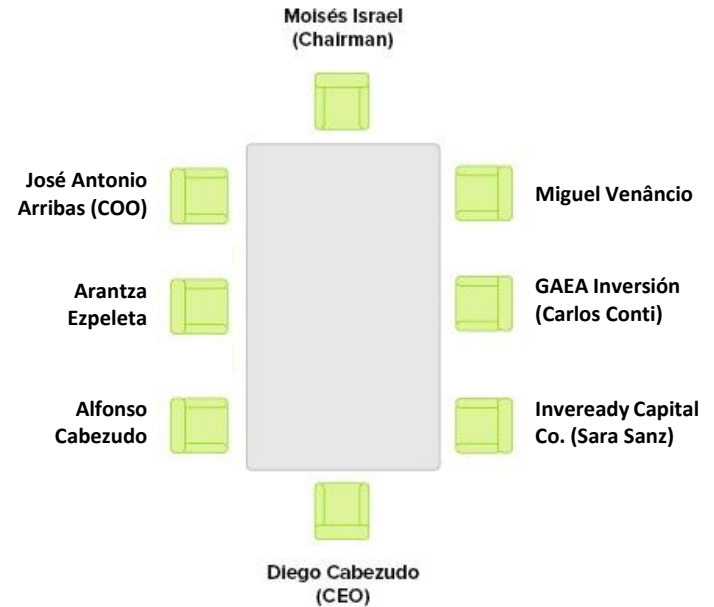 Moisés Israel
(Chairman)
José Antonio
Arribas (COO)
Miguel Venâncio
Arantza
Ezpeleta
GAEA Inversión
(Carlos Conti)
Alfonso
Cabezudo
Inveready Capital
Co. (Sara Sanz)
Diego Cabezudo
(CEO)